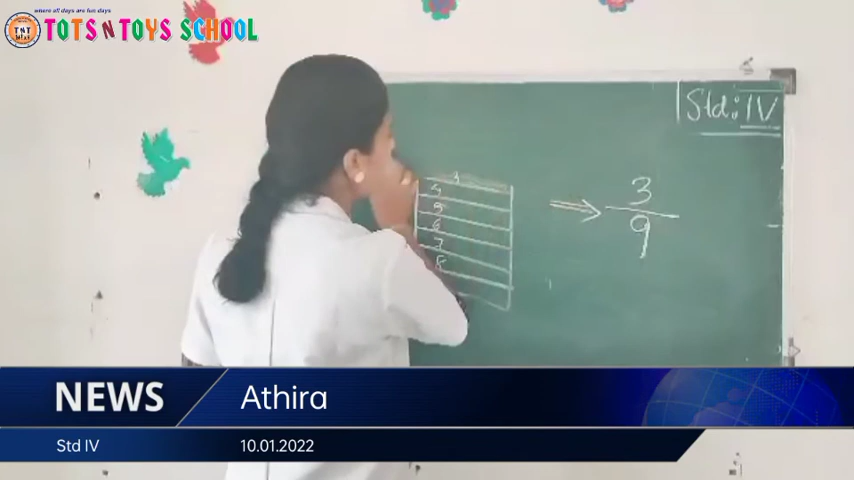 where all days are fun days
TOTS N TOYS SCHOOL
TNT
Std: IV
3
9
NEWS
Athira
Std IV
10.01.2022